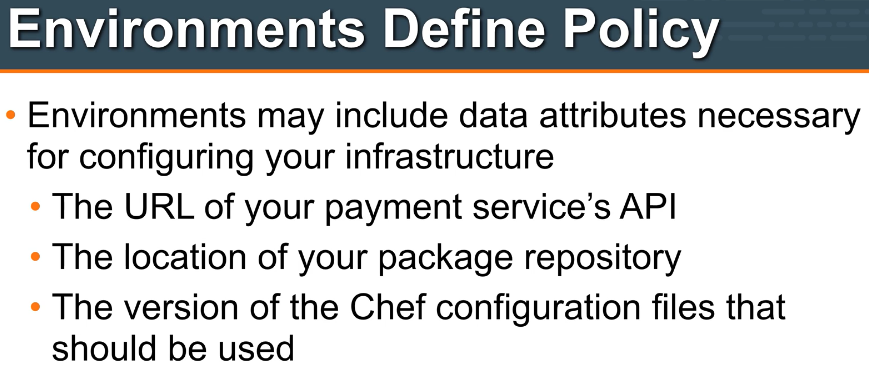 Environments Define Policy
• Environments may include data attributes necessary
for configuring your infrastructure
• The URL of your payment service’s API
• The location of your package repository
• The version of the Chef configuration files that
should be used